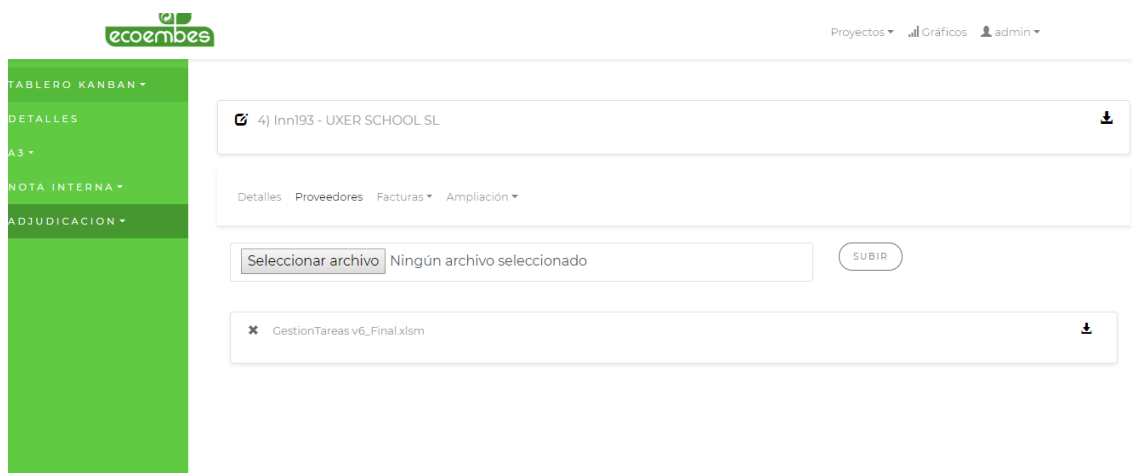 ecoembes
Proyectos Gráficos admin
TABLERO KANBAN
DETALLES
A3
NOTA INTERNA
ADJUDICACION
4) Inn193 - UXER SCHOOL SL
Detalles Proveedores Facturas Ampliación
Seleccionar archivo Ningún archivo seleccionado
SUBIR
GestionTareas v6_Final.xlsm